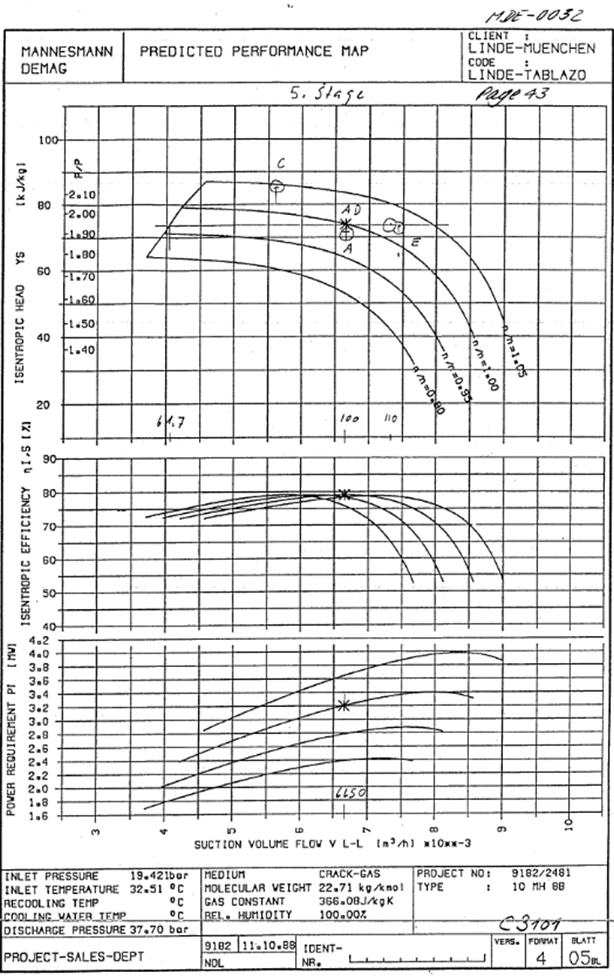 MDE-0032
MANNESMANN
DEMAG
PREDICTED PERFORMANCE MAP
CLIENT :
LINDE-MUENCHEN
CODE :
LINDE-TABLAZO
5. Stage
Page 43
ISENTROPIC HEAD YS [kJ/kg]
100
80
60
40
20
P/P
2.10
2.00
1.90
1.80
1.70
1.60
1.50
1.40
C
AD
A
E
n/n=0.80
n/n=0.95
n/n=1.00
n/n=1.05
61.7
100
110
ISENTROPIC EFFICIENCY ηI,S [%]
90
80
70
60
50
40
POWER REQUIREMENT PI [MW]
4.2
4.0
3.8
3.6
3.4
3.2
3.0
2.8
2.6
2.4
2.2
2.0
1.8
1.6
6650
3
4
5
6
7
8
9
10
SUCTION VOLUME FLOW V L-L [m³/h] *10**-3
INLET PRESSURE 19.421bar
INLET TEMPERATURE 32.51 °C
RECOOLING TEMP °C
COOLING WATER TEMP °C
DISCHARGE PRESSURE 37.70 bar
MEDIUM CRACK-GAS
MOLECULAR WEIGHT 22.71 kg/kmol
GAS CONSTANT 366.08J/kgK
REL. HUMIDITY 100.00%
PROJECT NO: 9182/2481
TYPE : 10 MH 8B
C3101
PROJECT-SALES-DEPT
9182 11.10.88
NOL
IDENT-
NR.
VERS.
FORMAT
4
BLATT
05BL